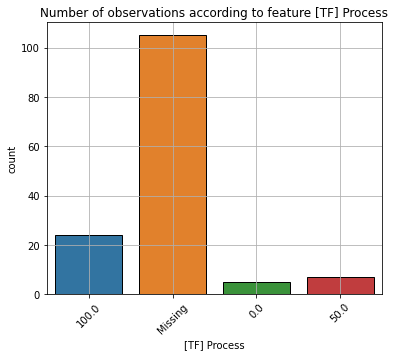 Number of observations according to feature [TF] Process
100
80
60
40
20
0
count
100.0
Missing
0.0
50.0
[TF] Process